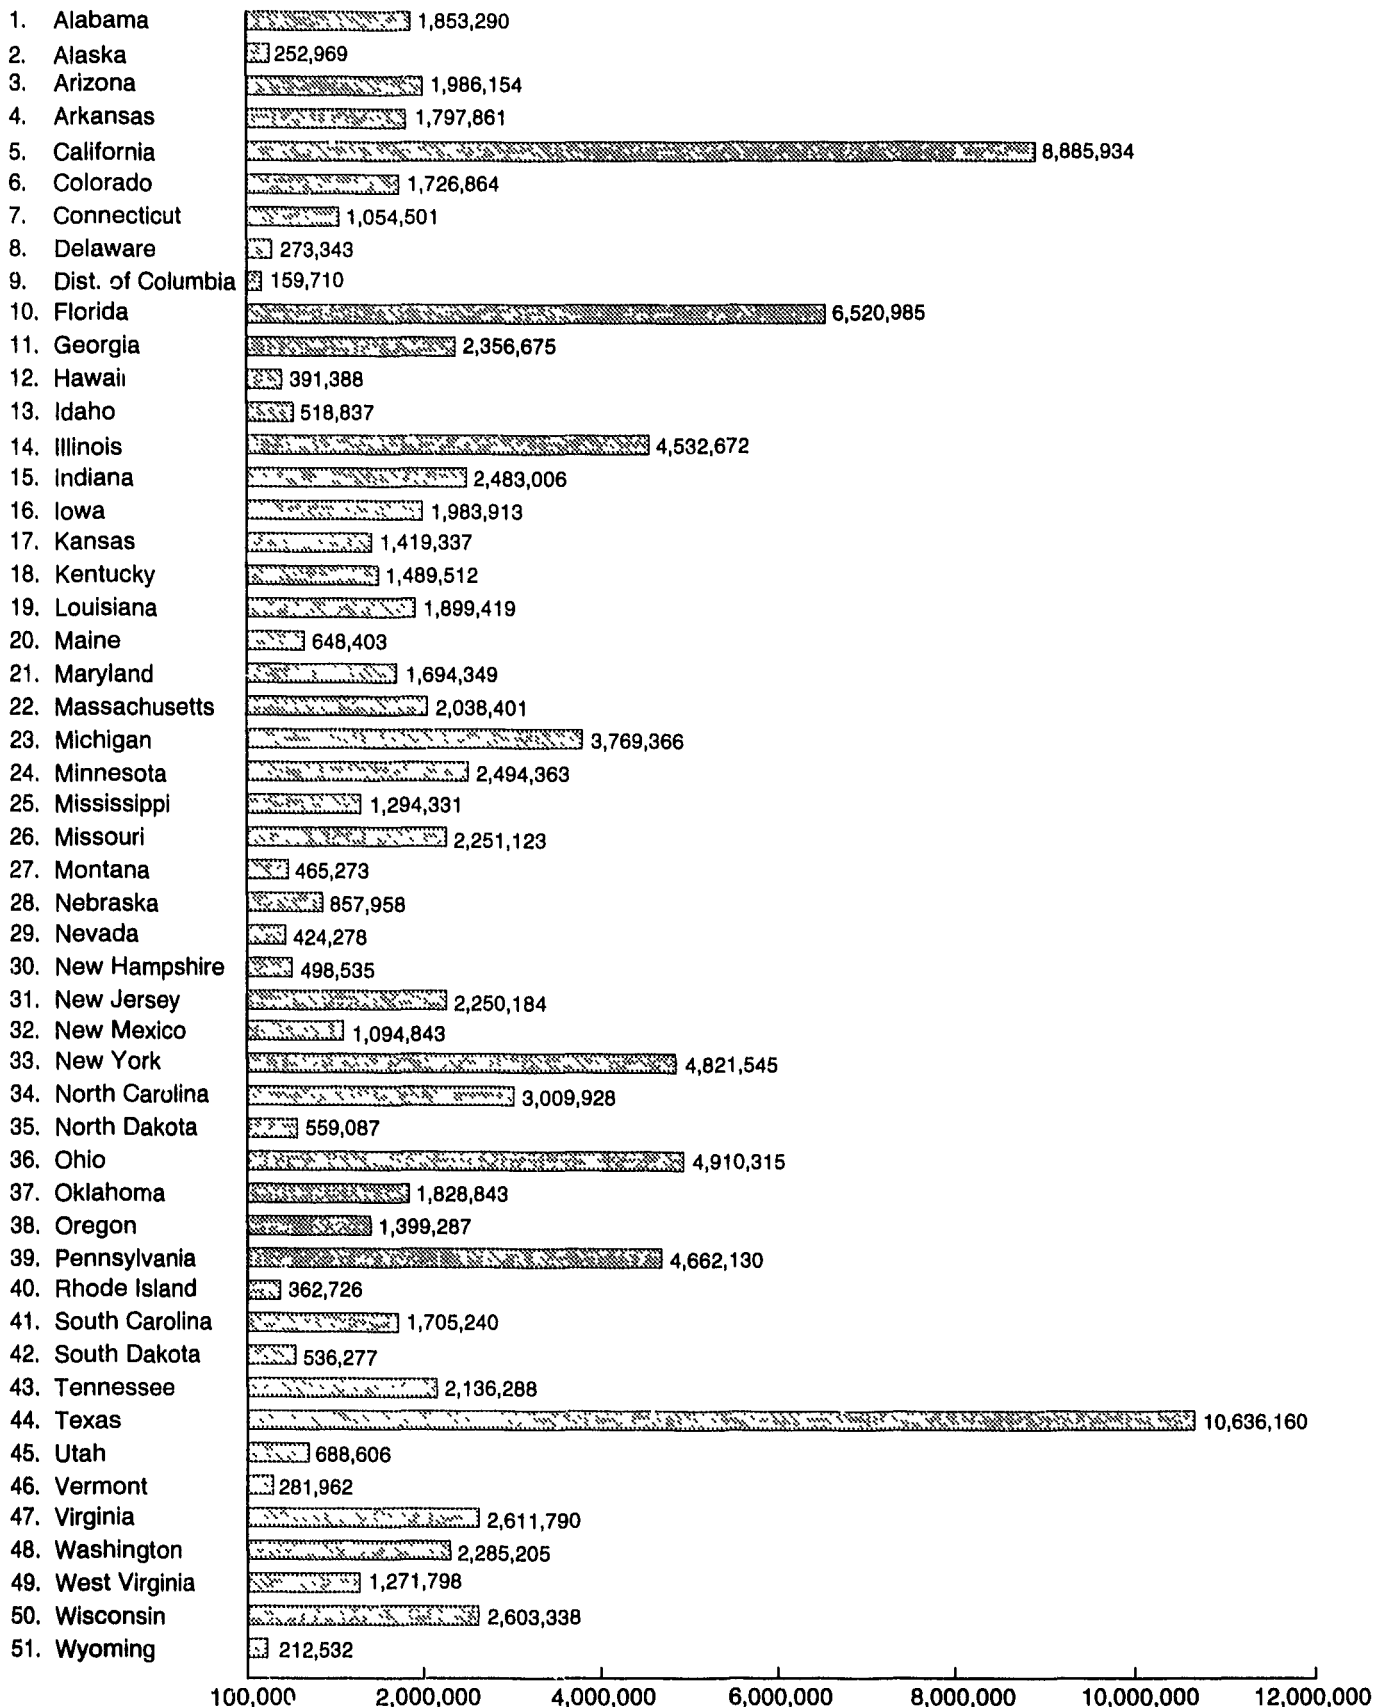 1. Alabama 1,853,290
2. Alaska 252,969
3. Arizona 1,986,154
4. Arkansas 1,797,861
5. California 8,885,934
6. Colorado 1,726,864
7. Connecticut 1,054,501
8. Delaware 273,343
9. Dist. of Columbia 159,710
10. Florida 6,520,985
11. Georgia 2,356,675
12. Hawaii 391,388
13. Idaho 518,837
14. Illinois 4,532,672
15. Indiana 2,483,006
16. Iowa 1,983,913
17. Kansas 1,419,337
18. Kentucky 1,489,512
19. Louisiana 1,899,419
20. Maine 648,403
21. Maryland 1,694,349
22. Massachusetts 2,038,401
23. Michigan 3,769,366
24. Minnesota 2,494,363
25. Mississippi 1,294,331
26. Missouri 2,251,123
27. Montana 465,273
28. Nebraska 857,958
29. Nevada 424,278
30. New Hampshire 498,535
31. New Jersey 2,250,184
32. New Mexico 1,094,843
33. New York 4,821,545
34. North Carolina 3,009,928
35. North Dakota 559,087
36. Ohio 4,910,315
37. Oklahoma 1,828,843
38. Oregon 1,399,287
39. Pennsylvania 4,662,130
40. Rhode Island 362,726
41. South Carolina 1,705,240
42. South Dakota 536,277
43. Tennessee 2,136,288
44. Texas 10,636,160
45. Utah 688,606
46. Vermont 281,962
47. Virginia 2,611,790
48. Washington 2,285,205
49. West Virginia 1,271,798
50. Wisconsin 2,603,338
51. Wyoming 212,532
100,000 2,000,000 4,000,000 6,000,000 8,000,000 10,000,000 12,000,000